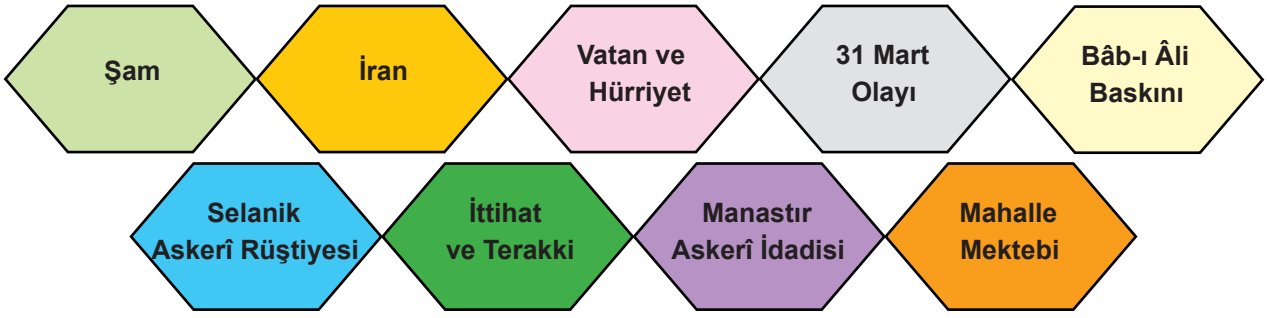 Şam
İran
Vatan ve
Hürriyet
31 Mart
Olayı
Bâb-ı Âli
Baskını
Selanik
Askerî Rüştiyesi
İttihat
ve Terakki
Manastır
Askerî İdadisi
Mahalle
Mektebi